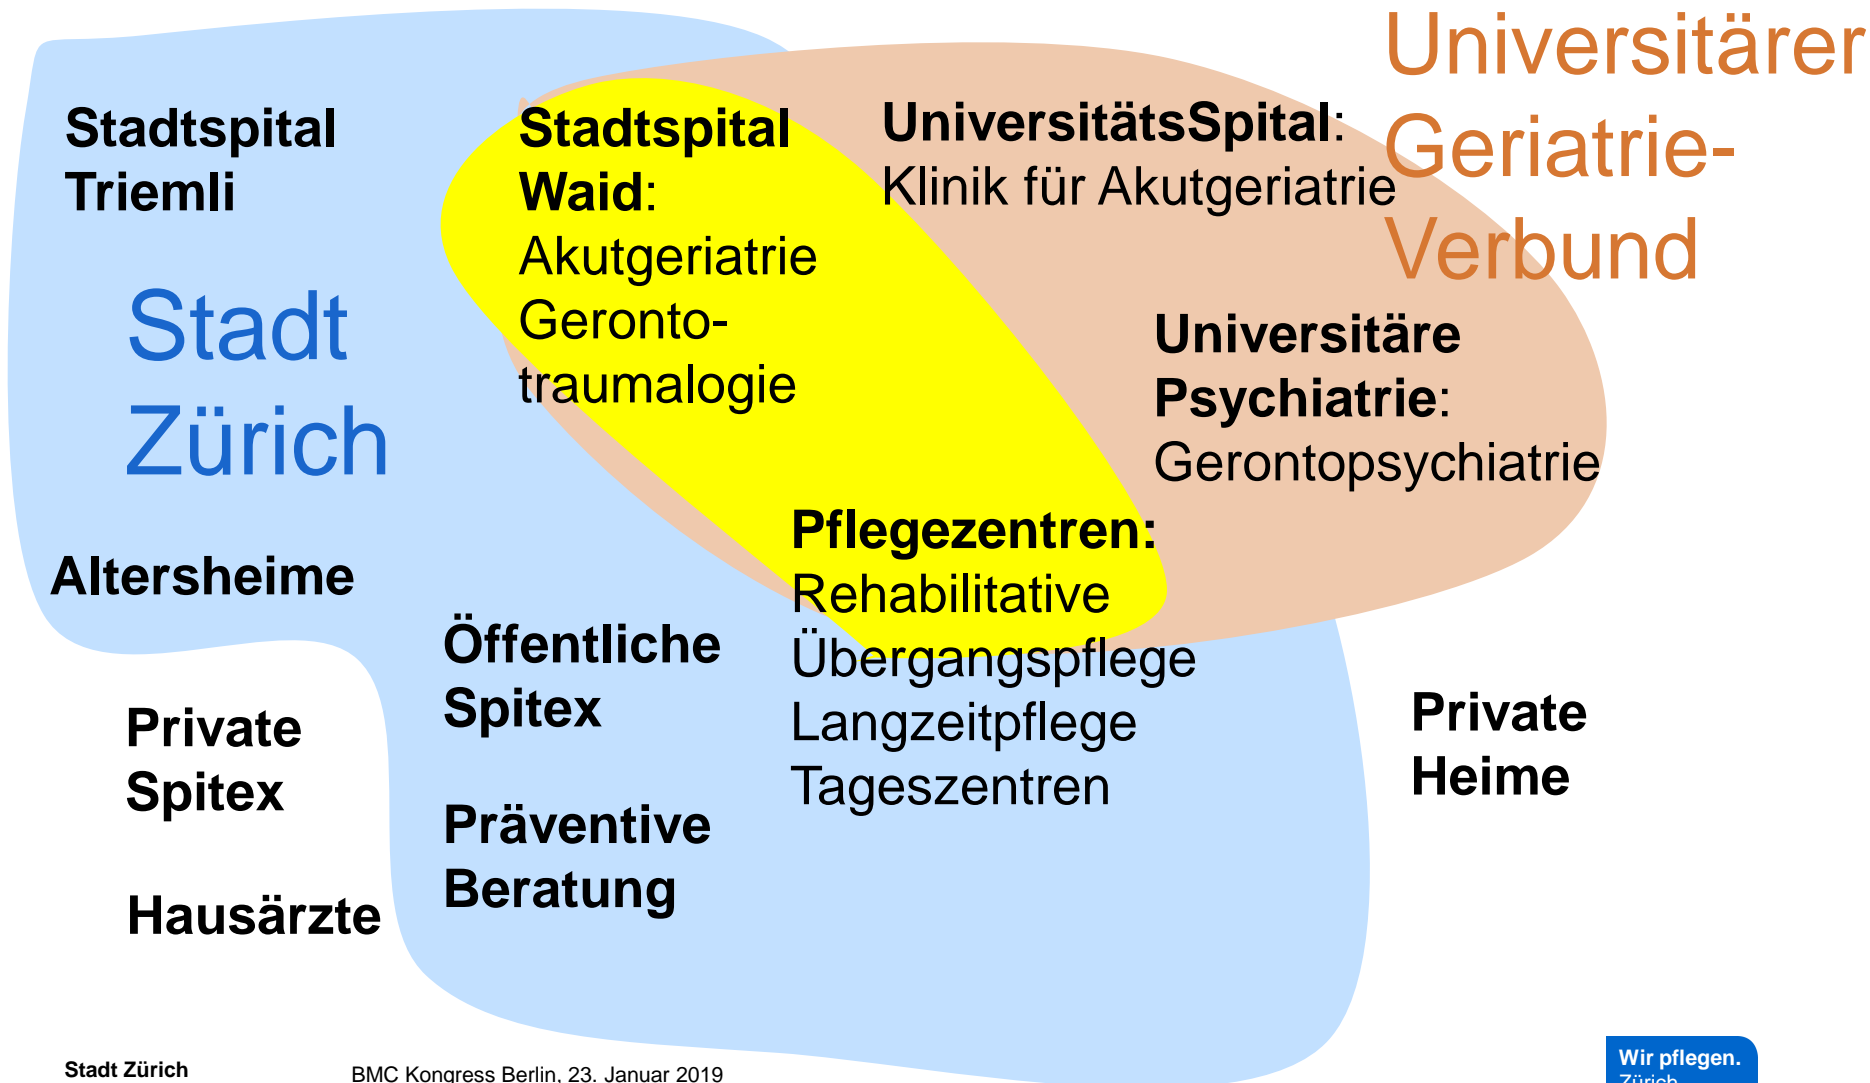 Universitärer
Geriatrie-
Verbund
Stadtspital
Triemli
Stadtspital
Waid:
Akutgeriatrie
Geronto-
traumalogie
UniversitätsSpital:
Klinik für Akutgeriatrie
Stadt
Zürich
Universitäre
Psychiatrie:
Gerontopsychiatrie
Altersheime
Pflegezentren:
Rehabilitative
Übergangspflege
Langzeitpflege
Tageszentren
Öffentliche
Spitex
Private
Spitex
Private
Heime
Präventive
Beratung
Hausärzte
Stadt Zürich
BMC Kongress Berlin, 23. Januar 2019
Wir pflegen.
Zürich